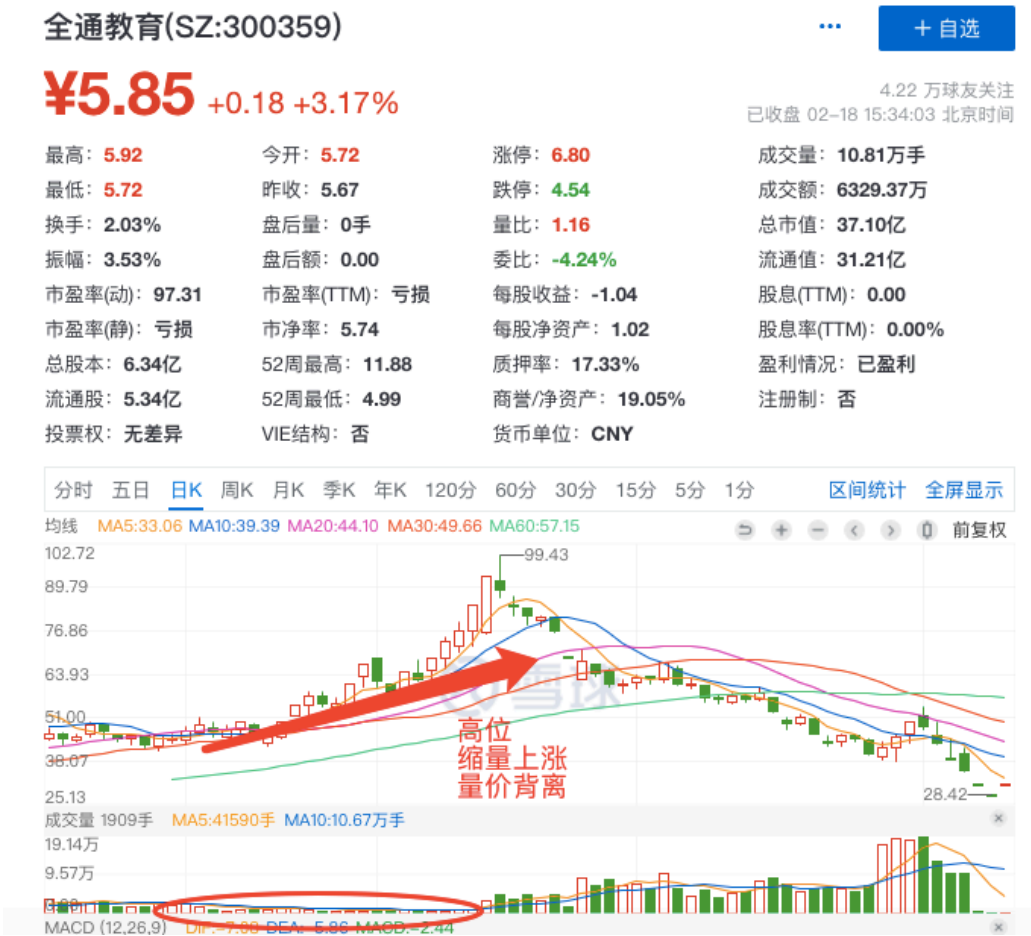 全通教育(SZ:300359)
··· + 自选
¥5.85 +0.18 +3.17%
4.22 万球友关注
已收盘 02-18 15:34:03 北京时间
最高: 5.92 今开: 5.72 涨停: 6.80 成交量: 10.81万手
最低: 5.72 昨收: 5.67 跌停: 4.54 成交额: 6329.37万
换手: 2.03% 盘后量: 0手 量比: 1.16 总市值: 37.10亿
振幅: 3.53% 盘后额: 0.00 委比: -4.24% 流通值: 31.21亿
市盈率(动): 97.31 市盈率(TTM): 亏损 每股收益: -1.04 股息(TTM): 0.00
市盈率(静): 亏损 市净率: 5.74 每股净资产: 1.02 股息率(TTM): 0.00%
总股本: 6.34亿 52周最高: 11.88 质押率: 17.33% 盈利情况: 已盈利
流通股: 5.34亿 52周最低: 4.99 商誉/净资产: 19.05% 注册制: 否
投票权: 无差异 VIE结构: 否 货币单位: CNY
分时 五日 日K 周K 月K 季K 年K 120分 60分 30分 15分 5分 1分 区间统计 全屏显示
均线 MA5:33.06 MA10:39.39 MA20:44.10 MA30:49.66 MA60:57.15 前复权
102.72
99.43
89.79
76.86
63.93
雪球
51.00
高位
缩量上涨
38.07
量价背离
25.13
28.42
成交量 1909手 MA5:41590手 MA10:10.67万手
19.14万
9.57万
MACD (12,26,9) DIF:-7.08 DEA:-5.86 MACD:-2.44